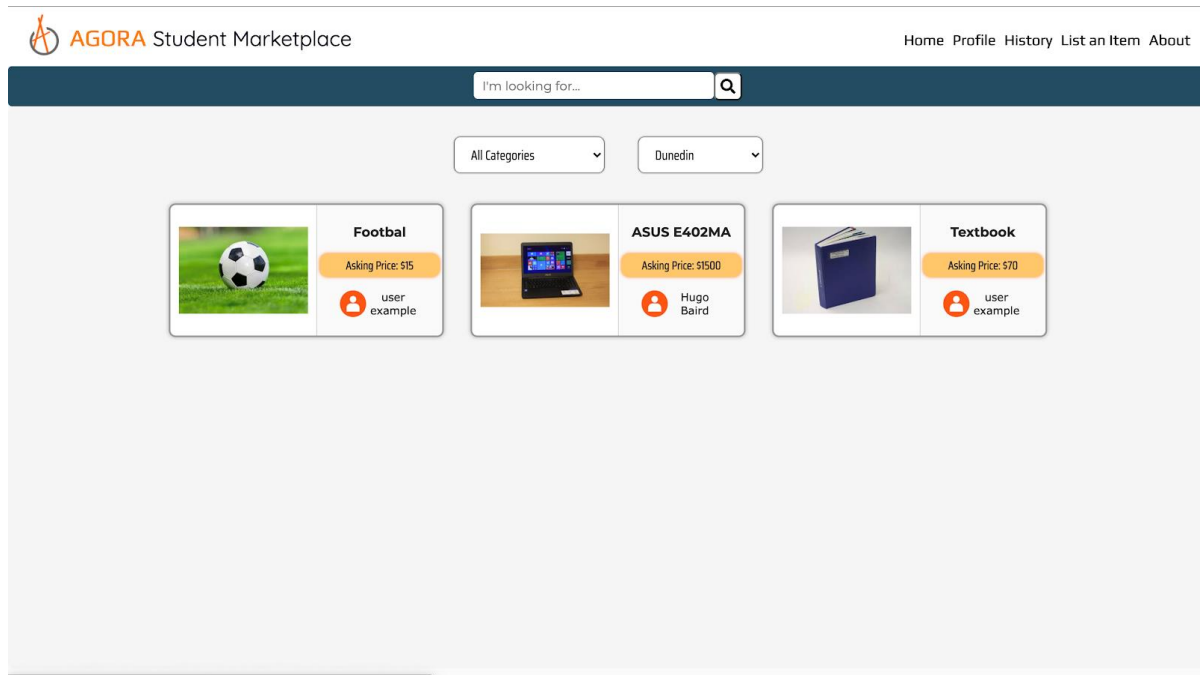 AGORA Student Marketplace
Home Profile History List an Item About
I'm looking for...
All Categories
Dunedin
Footbal
Asking Price: $15
user
example
ASUS E402MA
Asking Price: $1500
Hugo
Baird
Textbook
Asking Price: $70
user
example